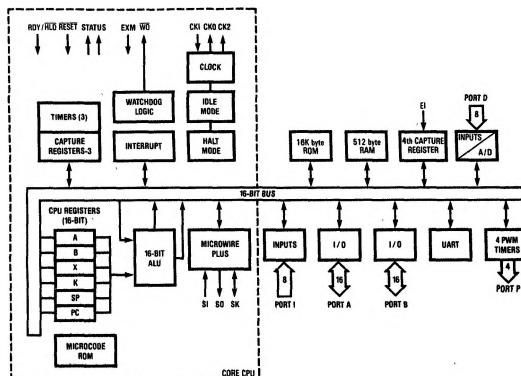 RDY/HLD RESET STATUS EXM WO CKI CKO CK2
CLOCK
TIMERS (3)
CAPTURE REGISTERS-3
WATCHDOG LOGIC
INTERRUPT
IDLE MODE
HALT MODE
EI
PORT D
8
16K byte ROM
512 byte RAM
4th CAPTURE REGISTER
INPUTS
A/D
16-BIT BUS
CPU REGISTERS
(16-BIT)
A
B
X
K
SP
PC
16-BIT ALU
MICROWIRE PLUS
SI SO SK
INPUTS
I/O
I/O
UART
4 PWM TIMERS
8
16
16
4
PORT I
PORT A
PORT B
PORT P
MICROCODE ROM
CORE CPU